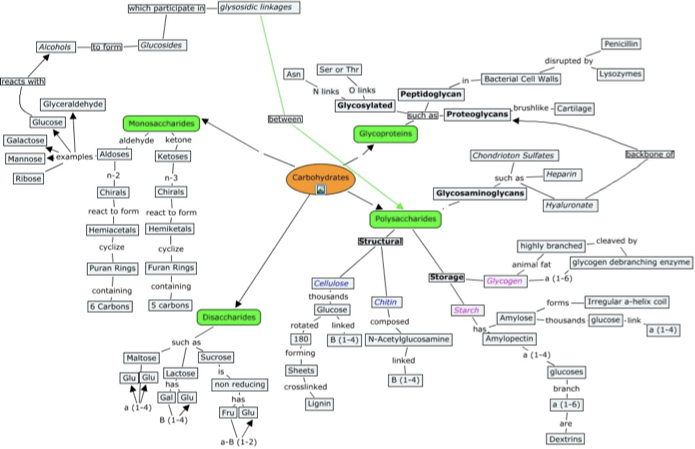 which participate in
glysosidic linkages
Alcohols
to form
Glucosides
reacts with
Glyceraldehyde
Glucose
Galactose
Mannose
examples
Ribose
Monosaccharides
aldehyde
ketone
Aldoses
Ketoses
n-2
n-3
Chirals
Chirals
react to form
react to form
Hemiacetals
Hemiketals
cyclize
cyclize
Puran Rings
Furan Rings
containing
containing
6 Carbons
5 carbons
between
Carbohydrates
Asn
Ser or Thr
N links
O links
Glycosylated
Peptidoglycan
in
Bacterial Cell Walls
disrupted by
Penicillin
Lysozymes
such as
Proteoglycans
brushlike
Cartilage
Glycoproteins
backbone of
Chondrioton Sulfates
such as
Heparin
Glycosaminoglycans
Hyaluronate
Polysaccharides
Structural
Cellulose
thousands
Glucose
rotated
linked
180
B (1-4)
forming
Sheets
crosslinked
Lignin
Chitin
composed
N-Acetylglucosamine
linked
B (1-4)
Storage
Glycogen
animal fat
highly branched
cleaved by
glycogen debranching enzyme
a (1-6)
Starch
has
Amylose
forms
Irregular a-helix coil
thousands
glucose
link
a (1-4)
Amylopectin
a (1-4)
glucoses
branch
a (1-6)
are
Dextrins
Disaccharides
such as
Maltose
Glu
Glu
a (1-4)
Lactose
has
Gal
Glu
B (1-4)
Sucrose
is
non reducing
has
Fru
Glu
a-B (1-2)